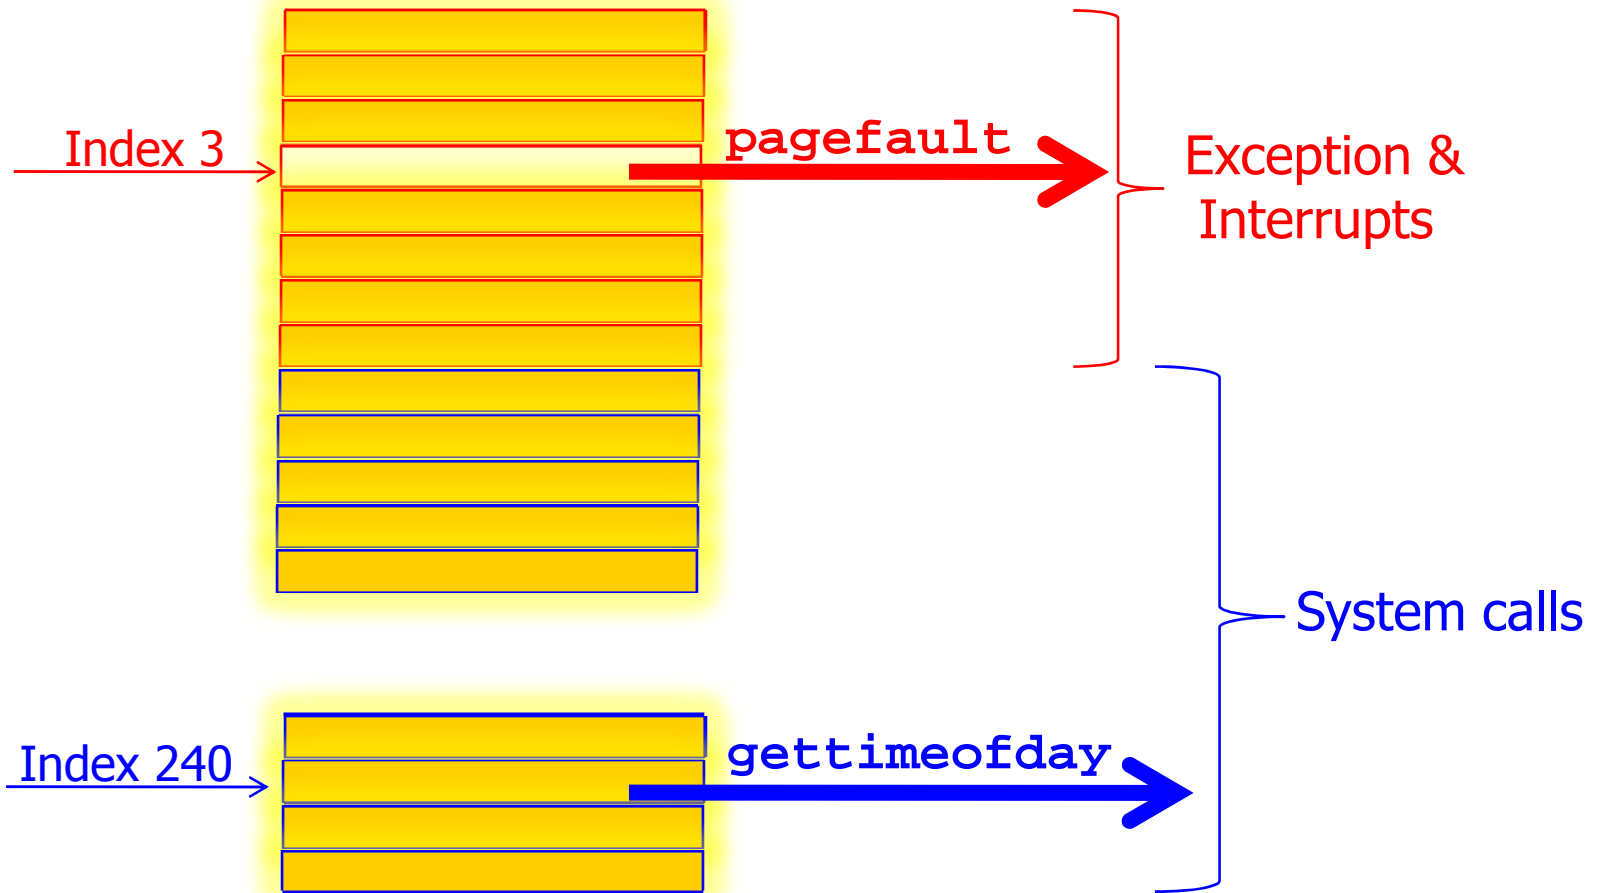 Index 3
pagefault
Exception &
Interrupts
System calls
Index 240
gettimeofday